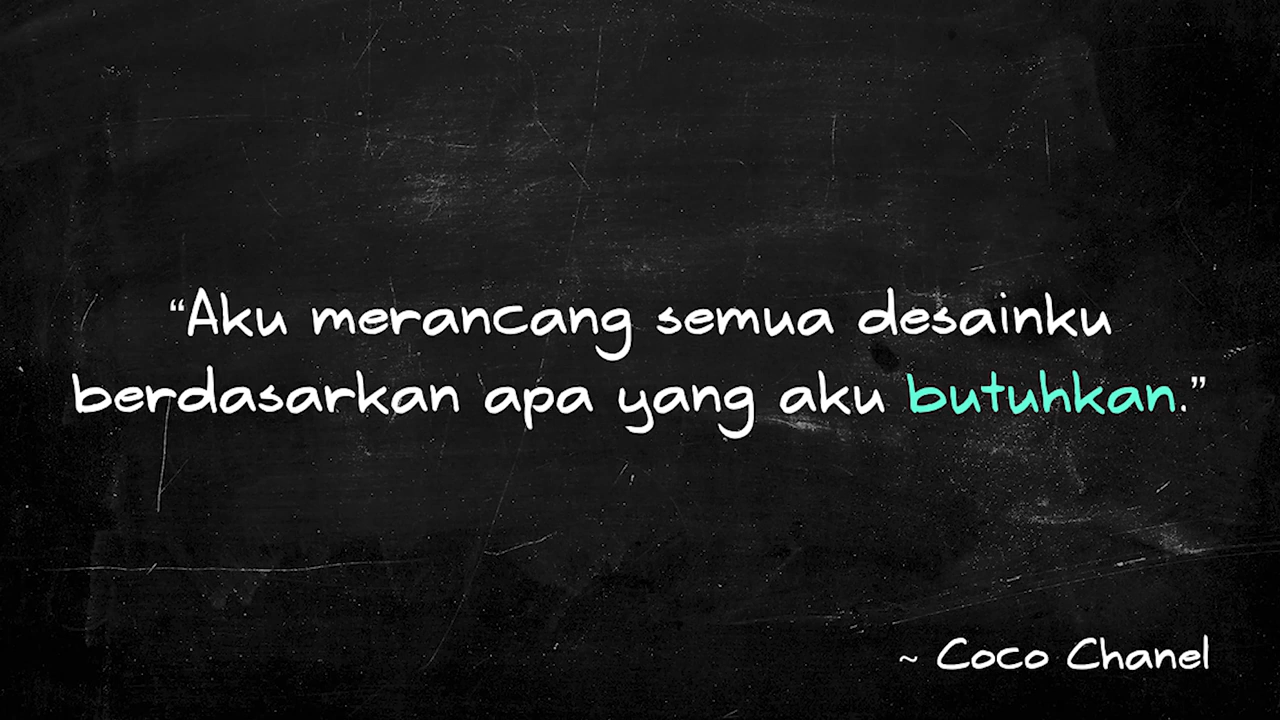 “Aku merancang semua desainku
berdasarkan apa yang aku butuhkan.”
~ Coco Chanel